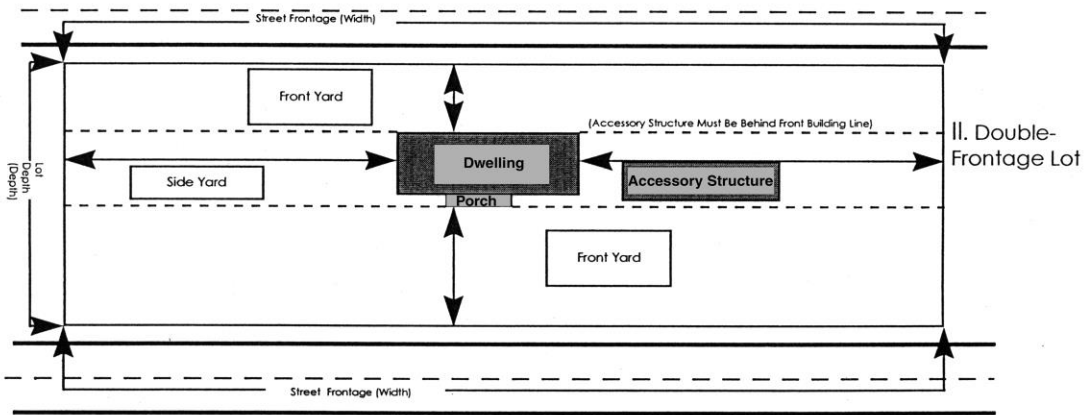 Street Frontage (Width)
Front Yard
(Accessory Structure Must Be Behind Front Building Line)
II. Double-
Frontage Lot
Dwelling
Lot
Depth
(Depth)
Side Yard
Accessory Structure
Porch
Front Yard
Street Frontage (Width)